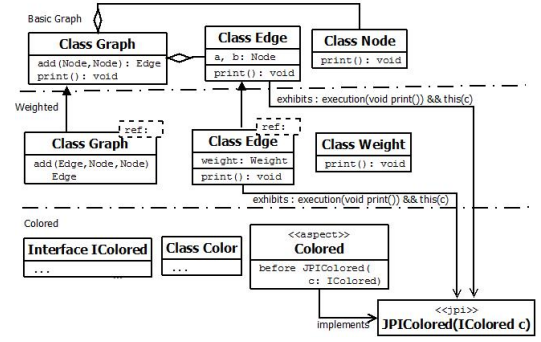 Basic Graph
Class Graph
add(Node,Node): Edge
print(): void
Class Edge
a, b: Node
print(): void
Class Node
print(): void
exhibits : execution(void print()) && this(c)
Weighted
ref:
Class Graph
add(Edge,Node,Node)
Edge
ref:
Class Edge
weight: Weight
print(): void
Class Weight
print(): void
exhibits : execution(void print()) && this(c)
Colored
Interface IColored
...
...
Class Color
...
<<aspect>>
Colored
before JPIColored(
c: IColored)
implements
<<jpi>>
JPIColored(IColored c)